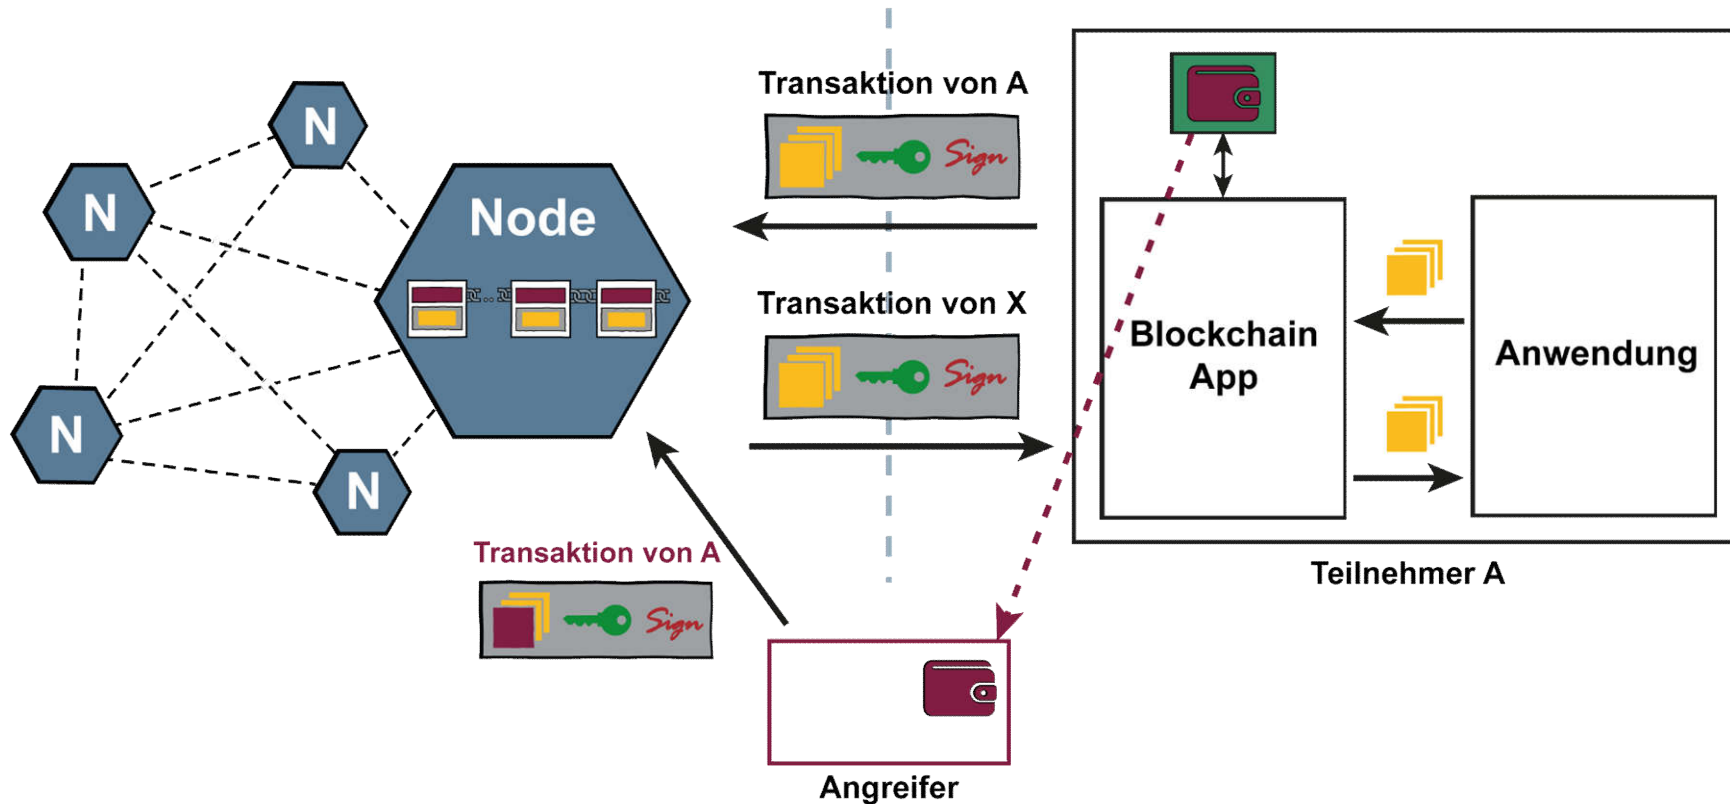 Transaktion von A
Sign
N
N
Node
Transaktion von X
Sign
Blockchain
App
Anwendung
N
N
Transaktion von A
Sign
Teilnehmer A
Angreifer